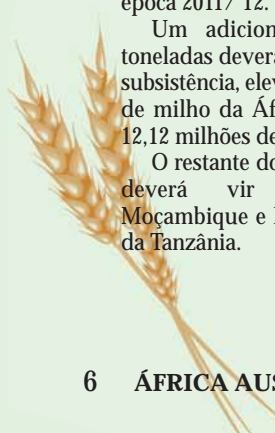 época 2011/ 12.
Um adicion
toneladas deverá
subsistência, elev
de milho da Áf
12,12 milhões de
O restante do
deverá vir
Moçambique e
da Tanzânia.
6 ÁFRICA AUS